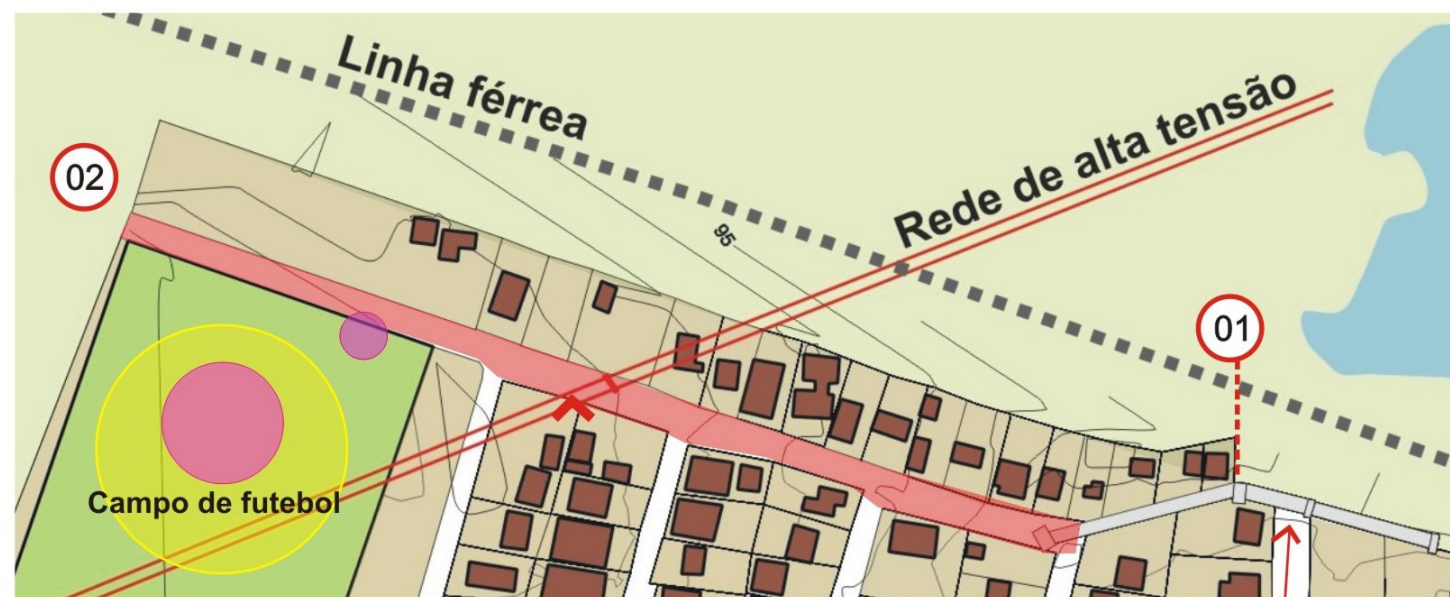 Linha férrea
Rede de alta tensão
02
95
01
Campo de futebol